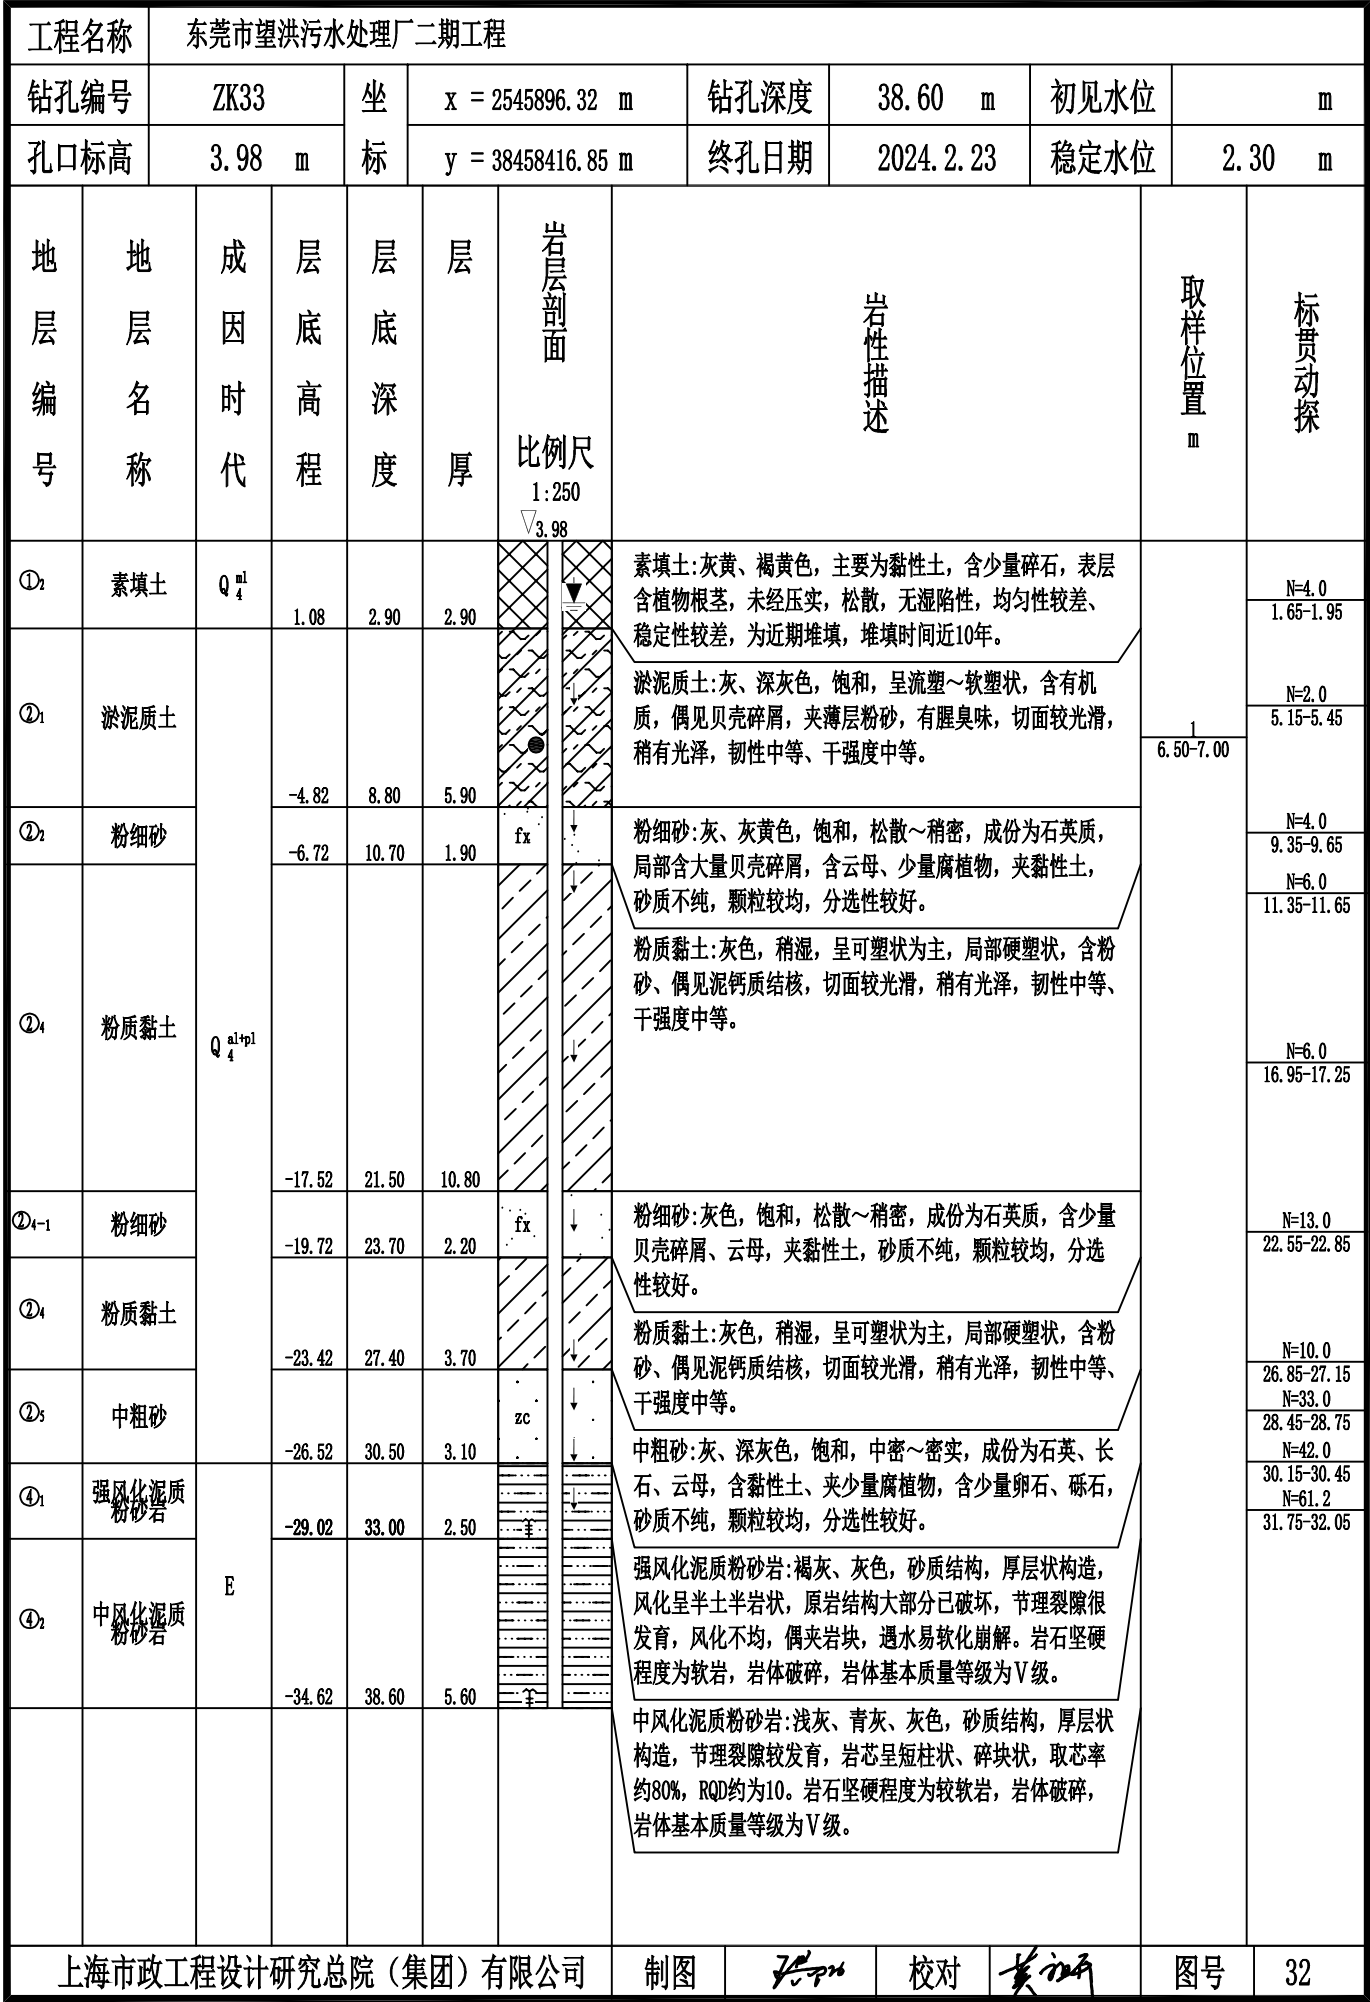 工程名称 东莞市望洪污水处理厂二期工程
钻孔编号 ZK33 坐标 x = 2545896.32 m 钻孔深度 38.60 m 初见水位 m
孔口标高 3.98 m y = 38458416.85 m 终孔日期 2024.2.23 稳定水位 2.30 m
地层编号 地层名称 成因时代 层底高程 层底深度 层厚 岩层剖面 比例尺 1:250 岩性描述 取样位置 m 标贯动探
3.98
①2 素填土 Q4 ml 1.08 2.90 2.90
素填土:灰黄、褐黄色，主要为黏性土，含少量碎石，表层
含植物根茎，未经压实，松散，无湿陷性，均匀性较差、
稳定性较差，为近期堆填，堆填时间近10年。
N=4.0
1.65-1.95
②1 淤泥质土 -4.82 8.80 5.90
淤泥质土:灰、深灰色，饱和，呈流塑～软塑状，含有机
质，偶见贝壳碎屑，夹薄层粉砂，有腥臭味，切面较光滑，
稍有光泽，韧性中等、干强度中等。
1
6.50-7.00
N=2.0
5.15-5.45
②2 粉细砂 -6.72 10.70 1.90 fx
粉细砂:灰、灰黄色，饱和，松散～稍密，成份为石英质，
局部含大量贝壳碎屑，含云母、少量腐植物，夹黏性土，
砂质不纯，颗粒较均，分选性较好。
N=4.0
9.35-9.65
N=6.0
11.35-11.65
②4 粉质黏土 Q4 al+pl -17.52 21.50 10.80
粉质黏土:灰色，稍湿，呈可塑状为主，局部硬塑状，含粉
砂、偶见泥钙质结核，切面较光滑，稍有光泽，韧性中等、
干强度中等。
N=6.0
16.95-17.25
②4-1 粉细砂 -19.72 23.70 2.20 fx
粉细砂:灰色，饱和，松散～稍密，成份为石英质，含少量
贝壳碎屑、云母，夹黏性土，砂质不纯，颗粒较均，分选
性较好。
N=13.0
22.55-22.85
②4 粉质黏土 -23.42 27.40 3.70
粉质黏土:灰色，稍湿，呈可塑状为主，局部硬塑状，含粉
砂、偶见泥钙质结核，切面较光滑，稍有光泽，韧性中等、
干强度中等。
N=10.0
26.85-27.15
②5 中粗砂 -26.52 30.50 3.10 zc
中粗砂:灰、深灰色，饱和，中密～密实，成份为石英、长
石、云母，含黏性土、夹少量腐植物，含少量卵石、砾石，
砂质不纯，颗粒较均，分选性较好。
N=33.0
28.45-28.75
N=42.0
30.15-30.45
④1 强风化泥质
粉砂岩 -29.02 33.00 2.50
强风化泥质粉砂岩:褐灰、灰色，砂质结构，厚层状构造，
风化呈半土半岩状，原岩结构大部分已破坏，节理裂隙很
发育，风化不均，偶夹岩块，遇水易软化崩解。岩石坚硬
程度为软岩，岩体破碎，岩体基本质量等级为Ⅴ级。
N=61.2
31.75-32.05
④2 中风化泥质
粉砂岩 E -34.62 38.60 5.60
中风化泥质粉砂岩:浅灰、青灰、灰色，砂质结构，厚层状
构造，节理裂隙较发育，岩芯呈短柱状、碎块状，取芯率
约80%，RQD约为10。岩石坚硬程度为较软岩，岩体破碎，
岩体基本质量等级为Ⅴ级。
上海市政工程设计研究总院（集团）有限公司 制图 校对 图号 32